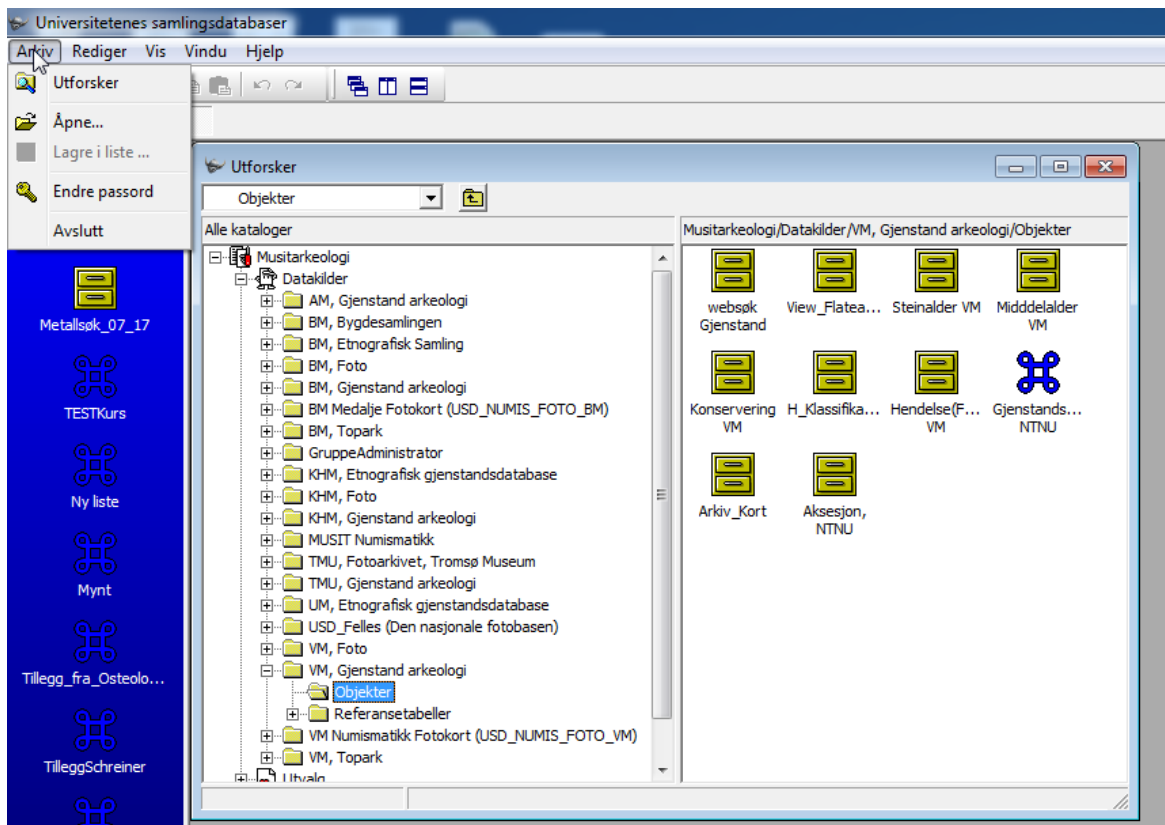 Universitetenes samlingsdatabaser
Arkiv Rediger Vis Vindu Hjelp
Utforsker
Åpne...
Lagre i liste ...
Endre passord
Avslutt
Metallsøk_07_17
TESTKurs
Ny liste
Mynt
Tillegg_fra_Osteolo...
TilleggSchreiner
Utforsker
Objekter
Alle kataloger
Musitarkeologi
Datakilder
AM, Gjenstand arkeologi
BM, Bygdesamlingen
BM, Etnografisk Samling
BM, Foto
BM, Gjenstand arkeologi
BM Medalje Fotokort (USD_NUMIS_FOTO_BM)
BM, Topark
GruppeAdministrator
KHM, Etnografisk gjenstandsdatabase
KHM, Foto
KHM, Gjenstand arkeologi
MUSIT Numismatikk
TMU, Fotoarkivet, Tromsø Museum
TMU, Gjenstand arkeologi
UM, Etnografisk gjenstandsdatabase
USD_Felles (Den nasjonale fotobasen)
VM, Foto
VM, Gjenstand arkeologi
Objekter
Referansetabeller
VM Numismatikk Fotokort (USD_NUMIS_FOTO_VM)
VM, Topark
Utvalg
Musitarkeologi/Datakilder/VM, Gjenstand arkeologi/Objekter
websøk
Gjenstand
View_Flatea...
Steinalder VM
Midddelalder
VM
Konservering
VM
H_Klassifika...
Hendelse(F...
VM
Gjenstands...
NTNU
Arkiv_Kort
Aksesjon,
NTNU